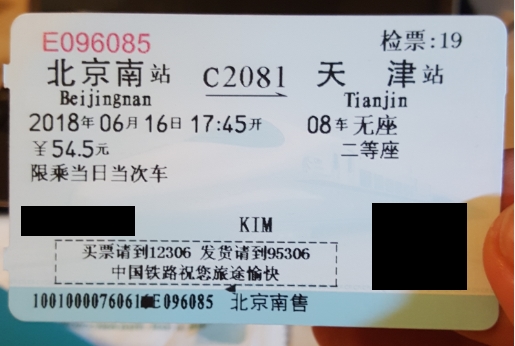 E096085 检票:19
北京南站 C2081 天津站
Beijingnan Tianjin
2018年06月16日17:45开 08车无座
¥54.5元 二等座
限乘当日当次车
KIM
买票请到12306 发货请到95306
中国铁路祝您旅途愉快
1001000076061 E096085 北京南售